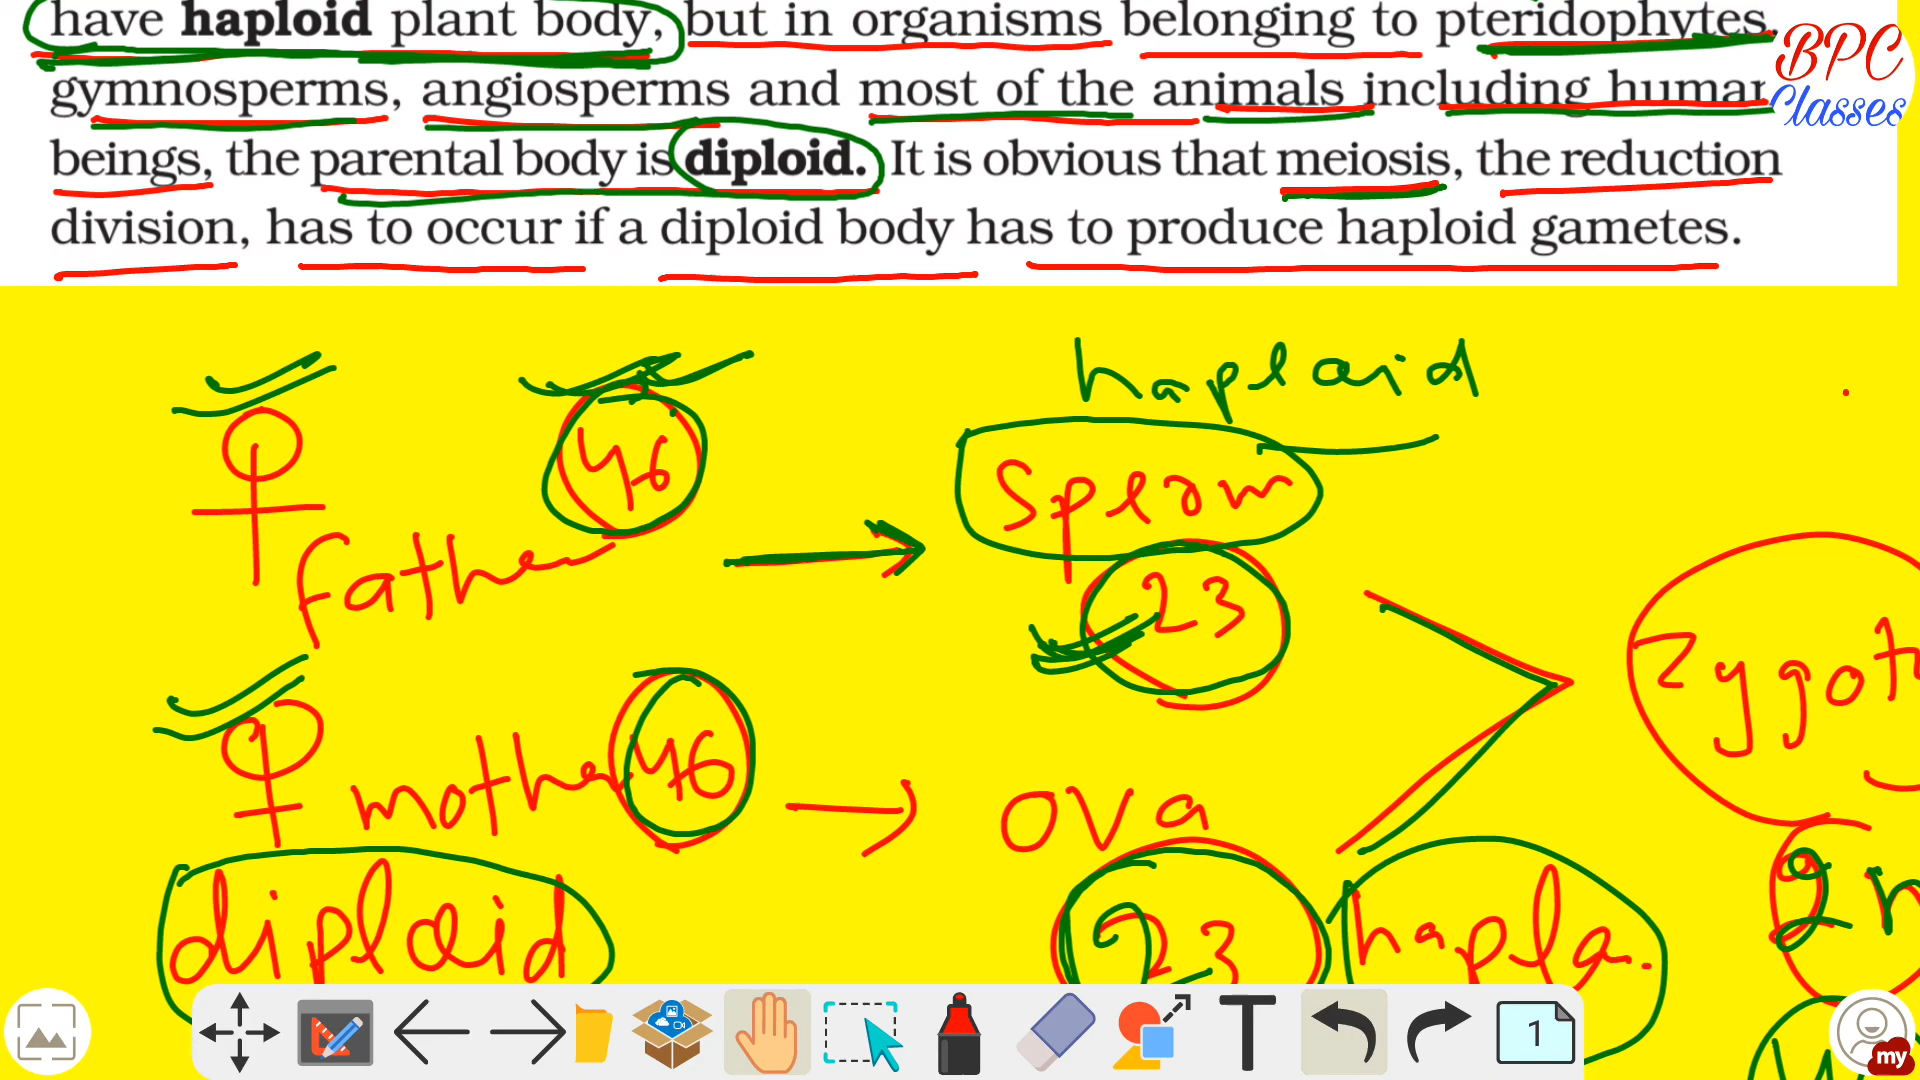 have haploid plant body, but in organisms belonging to pteridophytes,
gymnosperms, angiosperms and most of the animals including human
beings, the parental body is diploid. It is obvious that meiosis, the reduction
division, has to occur if a diploid body has to produce haploid gametes.
BPC
Classes
haploid
46
Sperm
father
23
Zygot
mother 46
ova
2n
diploid
23
haplo.
1
my